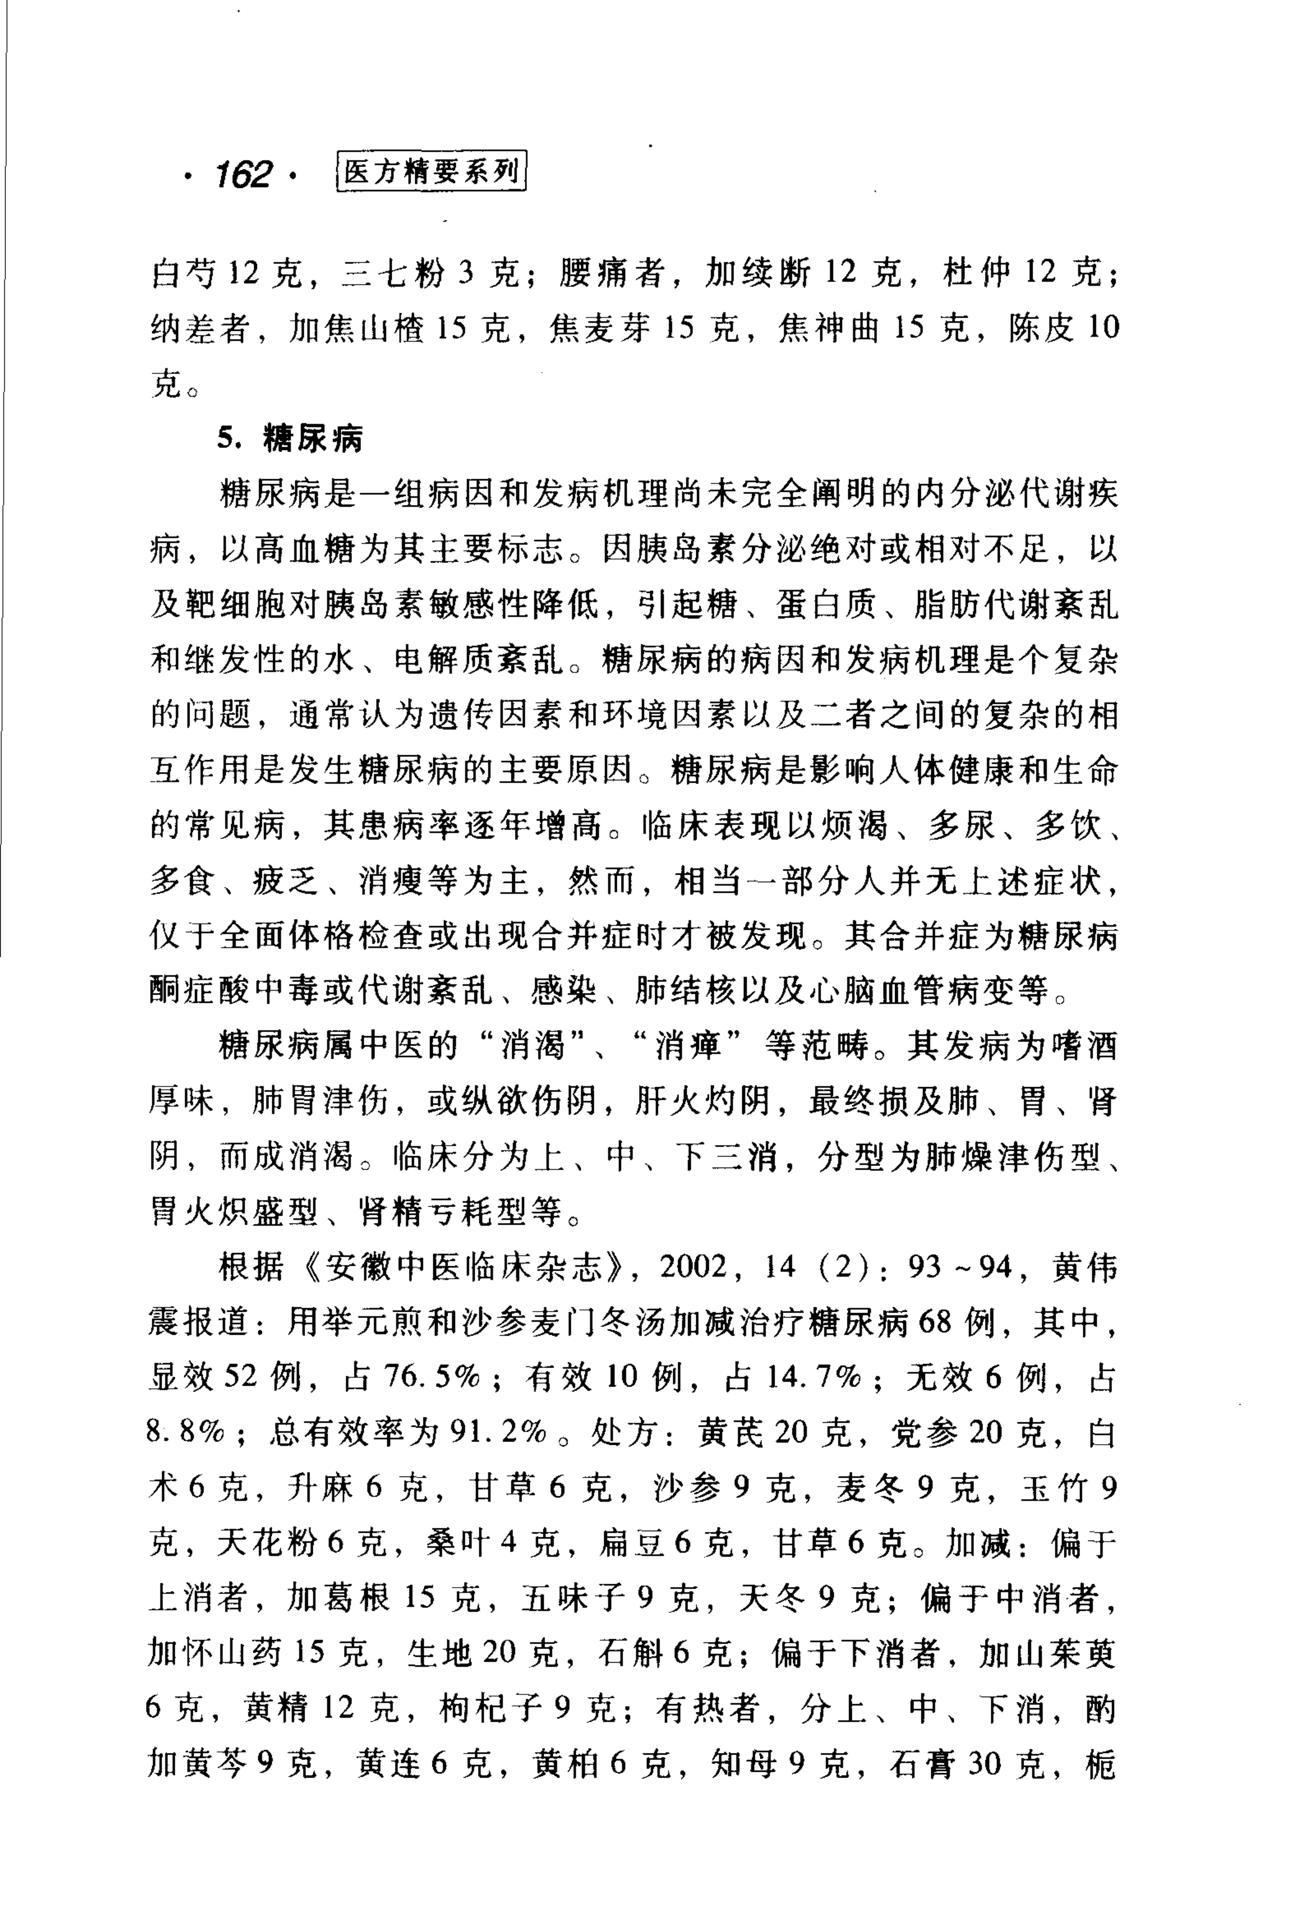 · 162 · 医方精要系列
白芍 12 克，三七粉 3 克；腰痛者，加续断 12 克，杜仲 12 克；
纳差者，加焦山楂 15 克，焦麦芽 15 克，焦神曲 15 克，陈皮 10
克。
5. 糖尿病
糖尿病是一组病因和发病机理尚未完全阐明的内分泌代谢疾
病，以高血糖为其主要标志。因胰岛素分泌绝对或相对不足，以
及靶细胞对胰岛素敏感性降低，引起糖、蛋白质、脂肪代谢紊乱
和继发性的水、电解质紊乱。糖尿病的病因和发病机理是个复杂
的问题，通常认为遗传因素和环境因素以及二者之间的复杂的相
互作用是发生糖尿病的主要原因。糖尿病是影响人体健康和生命
的常见病，其患病率逐年增高。临床表现以烦渴、多尿、多饮、
多食、疲乏、消瘦等为主，然而，相当一部分人并无上述症状，
仅于全面体格检查或出现合并症时才被发现。其合并症为糖尿病
酮症酸中毒或代谢紊乱、感染、肺结核以及心脑血管病变等。
糖尿病属中医的“消渴”、“消瘅”等范畴。其发病为嗜酒
厚味，肺胃津伤，或纵欲伤阴，肝火灼阴，最终损及肺、胃、肾
阴，而成消渴。临床分为上、中、下三消，分型为肺燥津伤型、
胃火炽盛型、肾精亏耗型等。
根据《安徽中医临床杂志》，2002，14（2）：93～94，黄伟
震报道：用举元煎和沙参麦门冬汤加减治疗糖尿病 68 例，其中，
显效 52 例，占 76.5%；有效 10 例，占 14.7%；无效 6 例，占
8.8%；总有效率为 91.2%。处方：黄芪 20 克，党参 20 克，白
术 6 克，升麻 6 克，甘草 6 克，沙参 9 克，麦冬 9 克，玉竹 9
克，天花粉 6 克，桑叶 4 克，扁豆 6 克，甘草 6 克。加减：偏于
上消者，加葛根 15 克，五味子 9 克，天冬 9 克；偏于中消者，
加怀山药 15 克，生地 20 克，石斛 6 克；偏于下消者，加山茱萸
6 克，黄精 12 克，枸杞子 9 克；有热者，分上、中、下消，酌
加黄芩 9 克，黄连 6 克，黄柏 6 克，知母 9 克，石膏 30 克，栀